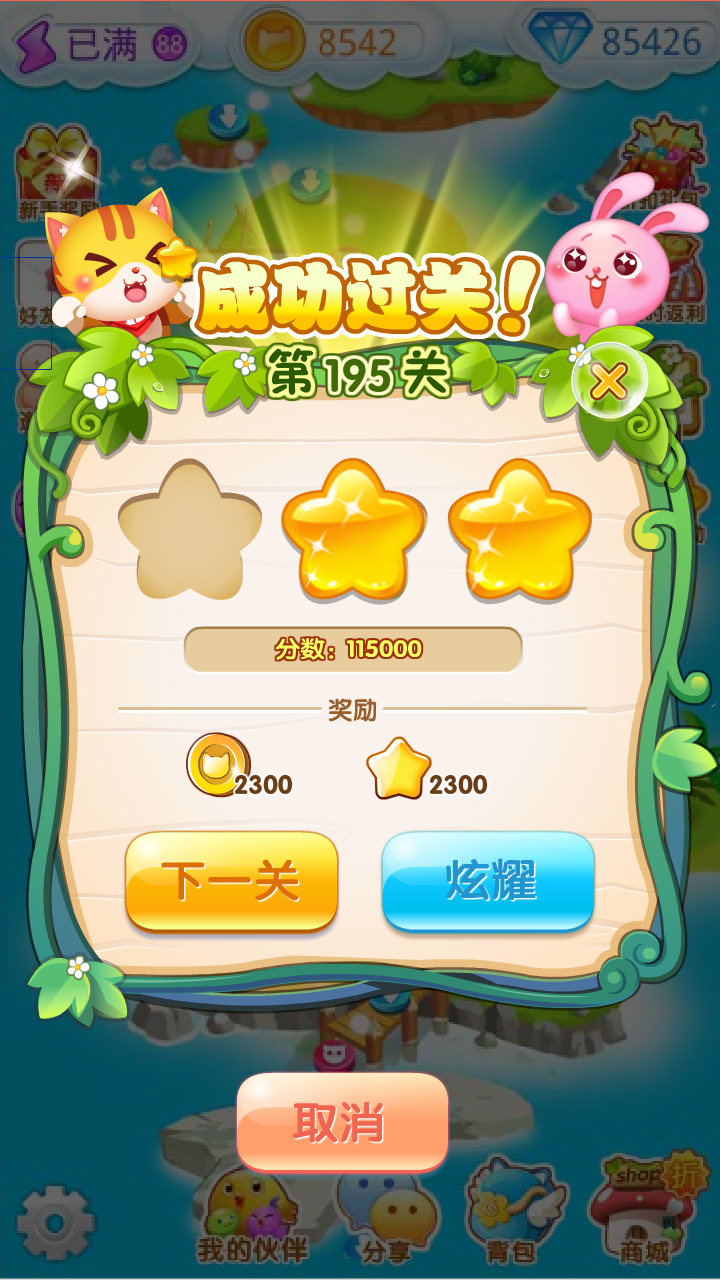 已满 88 8542 85426
成功过关!
第195关
分数：115000
奖励
2300 2300
下一关 炫耀
取消
shop 折
我的伙伴 分享 背包 商城